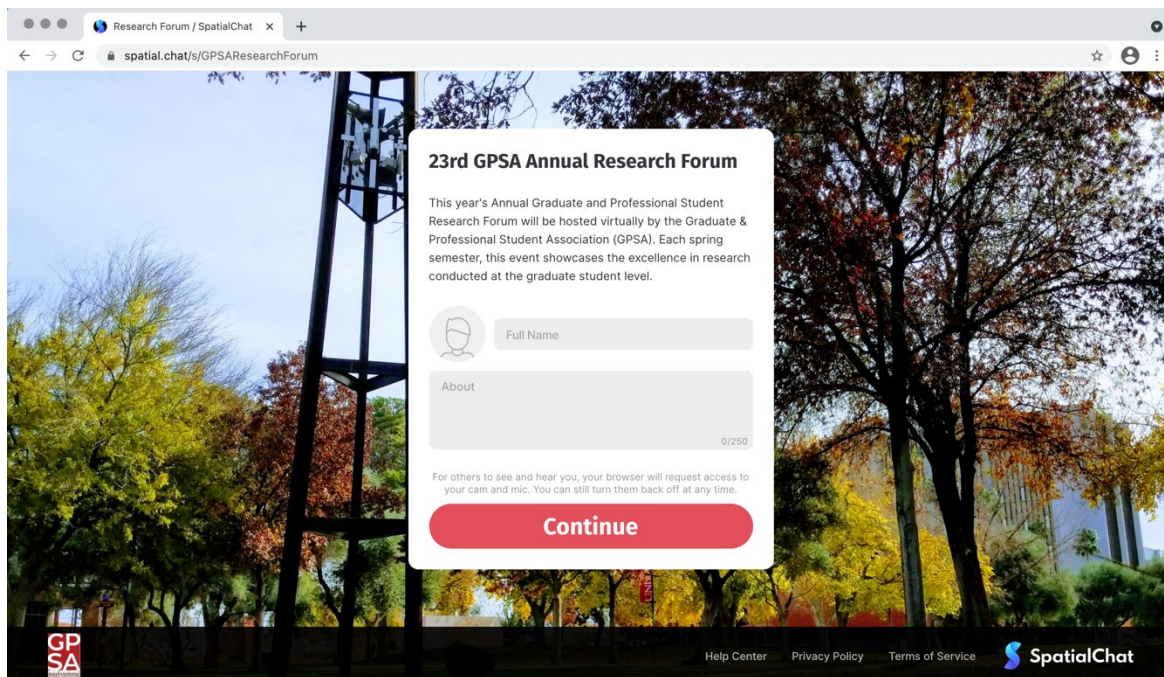 Research Forum / SpatialChat
spatial.chat/s/GPSAResearchForum
23rd GPSA Annual Research Forum
This year's Annual Graduate and Professional Student
Research Forum will be hosted virtually by the Graduate &
Professional Student Association (GPSA). Each spring
semester, this event showcases the excellence in research
conducted at the graduate student level.
Full Name
About
0/250
For others to see and hear you, your browser will request access to
your cam and mic. You can still turn them back off at any time.
Continue
GP
SA
Help Center Privacy Policy Terms of Service SpatialChat